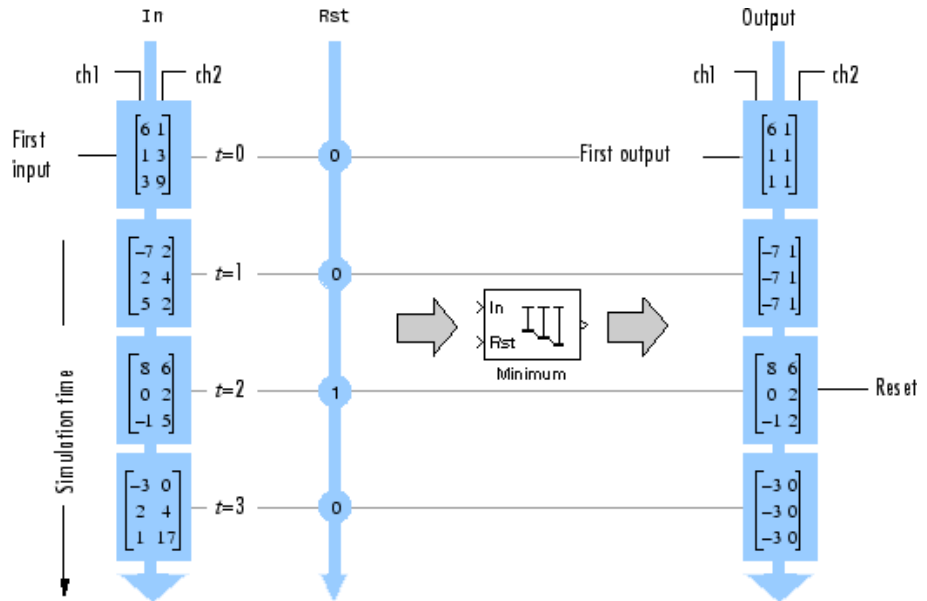 In Rst Output
ch1 ch2 ch1 ch2
First input
6 1
1 3
3 9
t=0
0
First output
6 1
1 1
1 1
-7 2
2 4
5 2
t=1
0
-7 1
-7 1
-7 1
In
Rst
Minimum
Simulation time
8 6
0 2
-1 5
t=2
1
8 6
0 2
-1 2
Reset
-3 0
2 4
1 17
t=3
0
-3 0
-3 0
-3 0